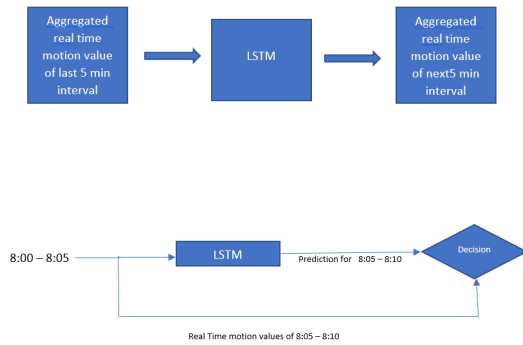 Aggregated
real time
motion value
of last 5 min
interval
LSTM
Aggregated
real time
motion value
of next5 min
interval
8:00 – 8:05
LSTM
Prediction for 8:05 – 8:10
Decision
Real Time motion values of 8:05 – 8:10